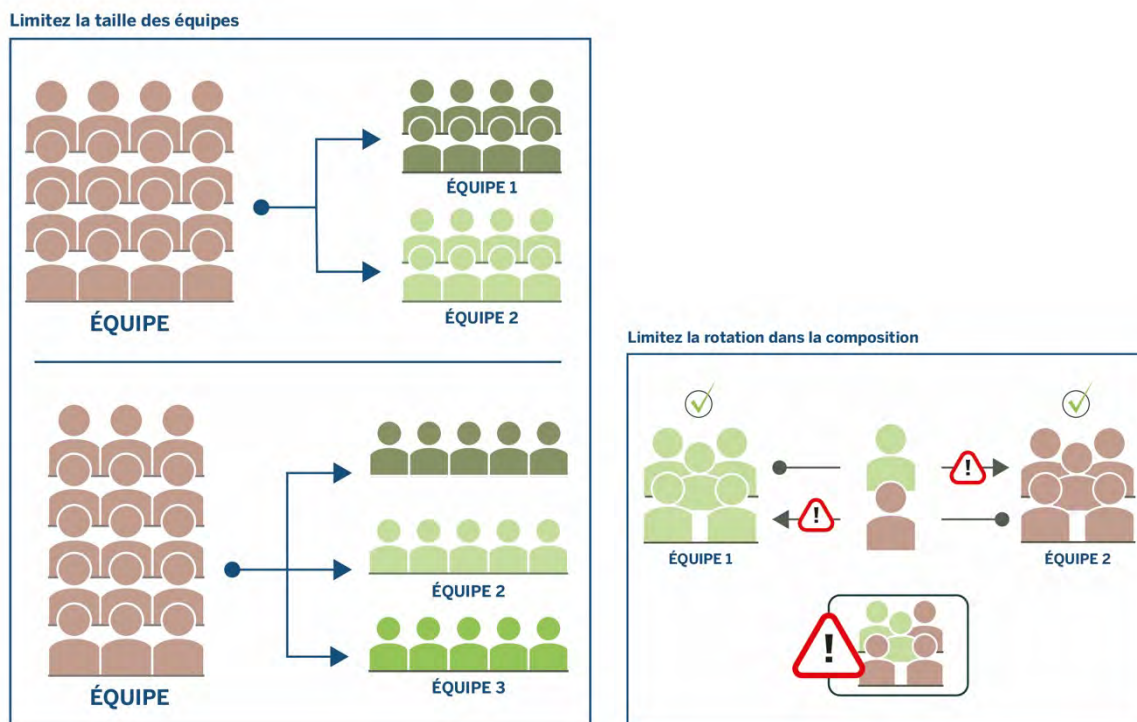 Limitez la taille des équipes
ÉQUIPE 1
ÉQUIPE 2
ÉQUIPE
ÉQUIPE 2
ÉQUIPE 3
ÉQUIPE
Limitez la rotation dans la composition
!
!
ÉQUIPE 1
ÉQUIPE 2
!